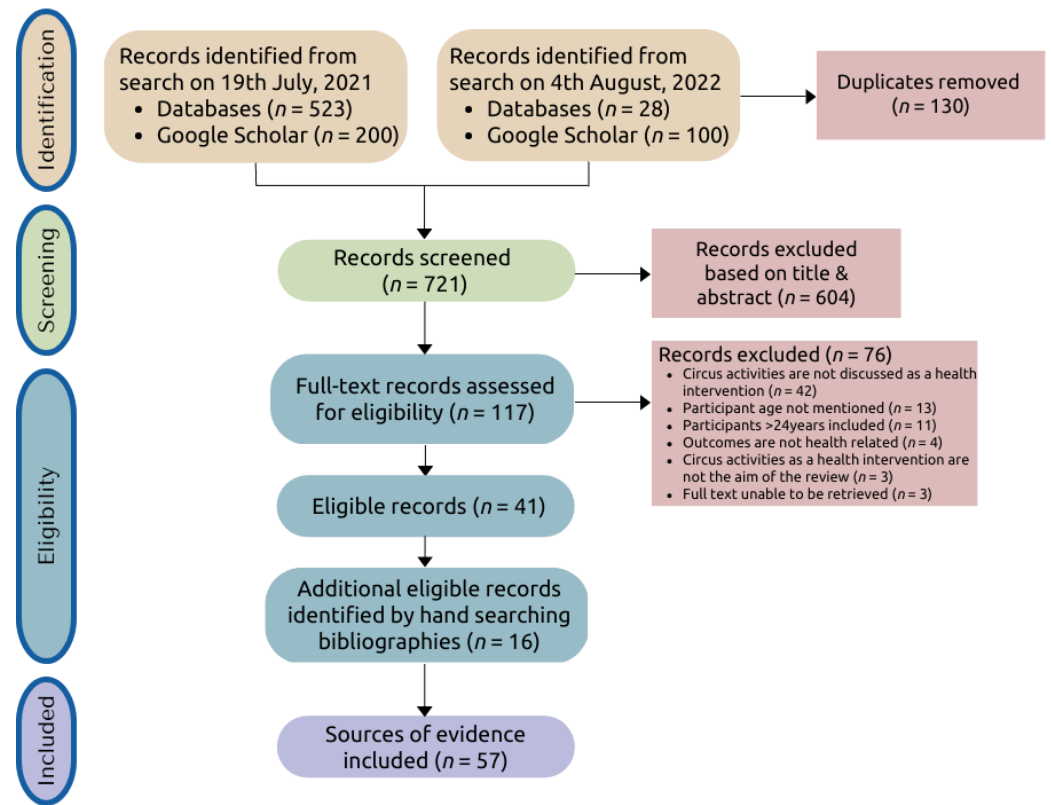 Identification
Records identified from
search on 19th July, 2021
• Databases (n = 523)
• Google Scholar (n = 200)
Records identified from
search on 4th August, 2022
• Databases (n = 28)
• Google Scholar (n = 100)
Duplicates removed
(n = 130)
Screening
Records screened
(n = 721)
Records excluded
based on title &
abstract (n = 604)
Eligibility
Full-text records assessed
for eligibility (n = 117)
Records excluded (n = 76)
• Circus activities are not discussed as a health
intervention (n = 42)
• Participant age not mentioned (n = 13)
• Participants >24years included (n = 11)
• Outcomes are not health related (n = 4)
• Circus activities as a health intervention are
not the aim of the review (n = 3)
• Full text unable to be retrieved (n = 3)
Eligible records (n = 41)
Additional eligible records
identified by hand searching
bibliographies (n = 16)
Included
Sources of evidence
included (n = 57)